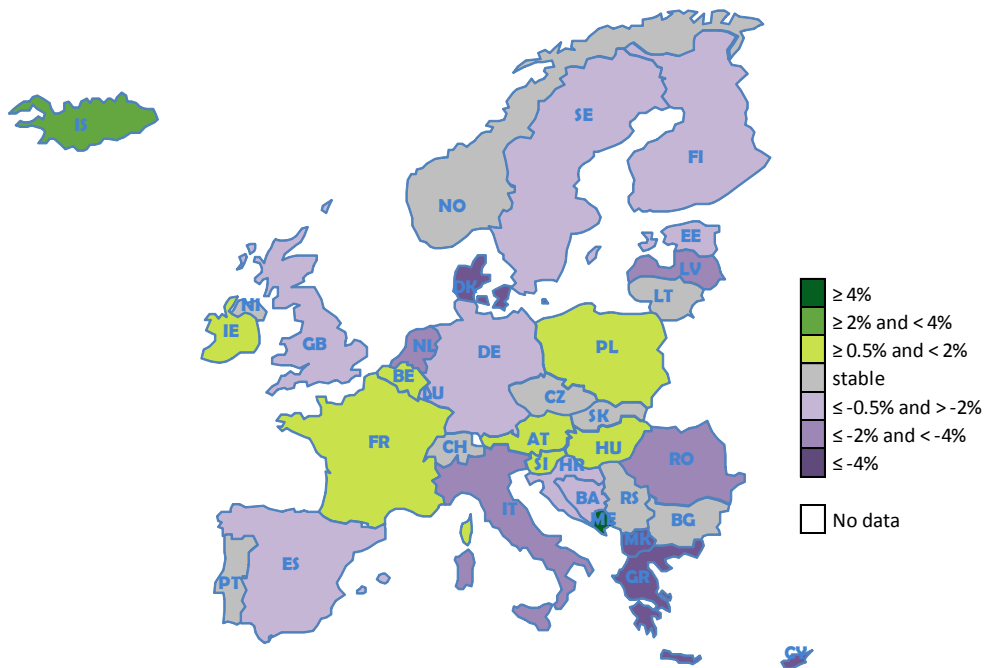 IS
SE
FI
NO
EE
LV
DK
LT
NI
IE
GB
NL
DE
PL
BE
LU
CZ
SK
FR
CH
AT
HU
SI
HR
RO
BA
RS
IT
ME
BG
MK
ES
GR
PT
CY
≥ 4%
≥ 2% and < 4%
≥ 0.5% and < 2%
stable
≤ -0.5% and > -2%
≤ -2% and < -4%
≤ -4%
No data